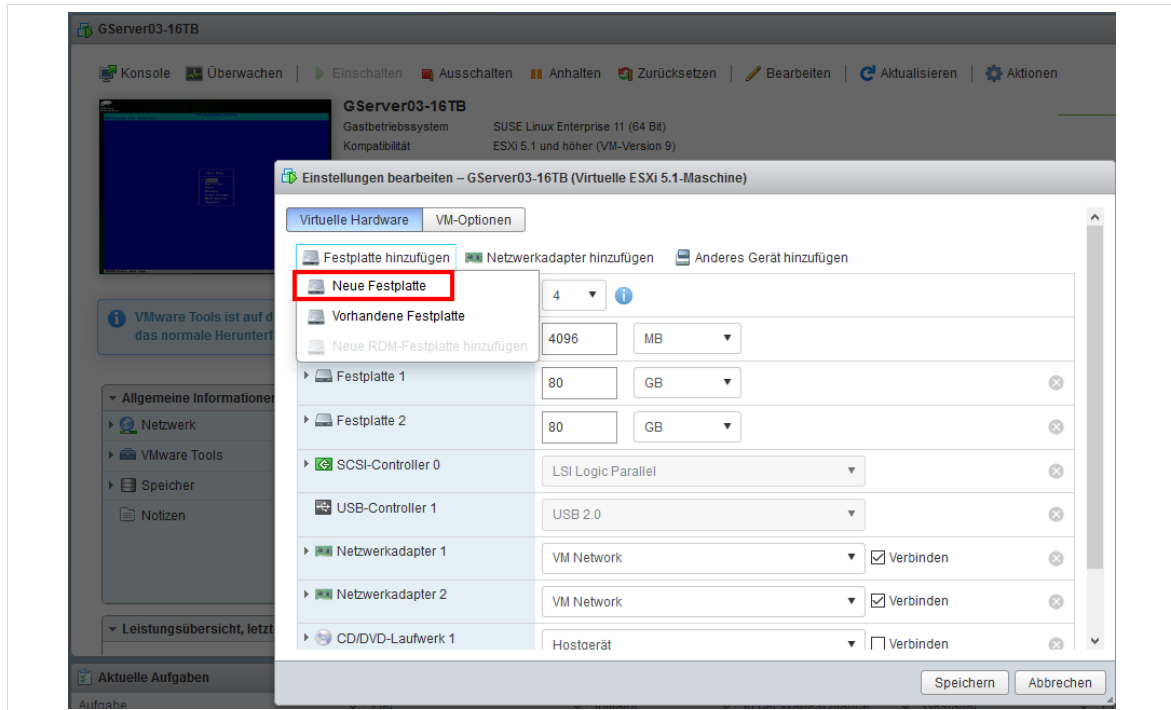 GServer03-16TB
Konsole Überwachen Einschalten Ausschalten Anhalten Zurücksetzen Bearbeiten Aktualisieren Aktionen
GServer03-16TB
Gastbetriebssystem SUSE Linux Enterprise 11 (64 Bit)
Kompatibilität ESXi 5.1 und höher (VM-Version 9)
Einstellungen bearbeiten – GServer03-16TB (Virtuelle ESXi 5.1-Maschine)
Virtuelle Hardware VM-Optionen
Festplatte hinzufügen Netzwerkadapter hinzufügen Anderes Gerät hinzufügen
Neue Festplatte
4
Vorhandene Festplatte
Neue RDM-Festplatte hinzufügen
4096 MB
Festplatte 1 80 GB
Festplatte 2 80 GB
SCSI-Controller 0 LSI Logic Parallel
USB-Controller 1 USB 2.0
Netzwerkadapter 1 VM Network Verbinden
Netzwerkadapter 2 VM Network Verbinden
CD/DVD-Laufwerk 1 Hostgerät Verbinden
Speichern Abbrechen
VMware Tools ist auf d
das normale Herunterf
Allgemeine Informationen
Netzwerk
VMware Tools
Speicher
Notizen
Leistungsübersicht, letzt
Aktuelle Aufgaben
Aufgabe